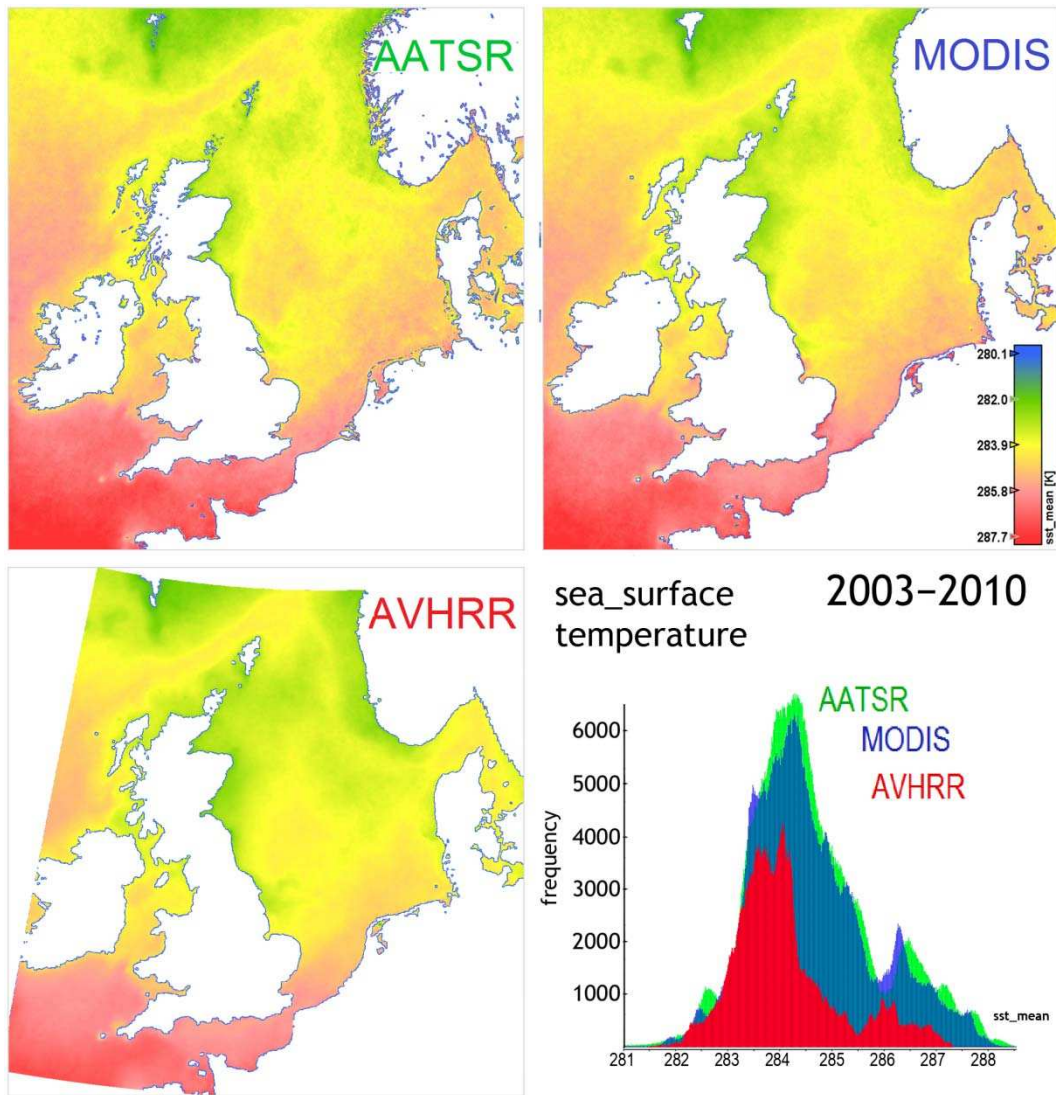 AATSR
MODIS
280.1
282.0
283.9
285.8
287.7
sst_mean [K]
AVHRR
sea_surface
temperature
2003–2010
AATSR
MODIS
AVHRR
frequency
6000
5000
4000
3000
2000
1000
sst_mean
281 282 283 284 285 286 287 288